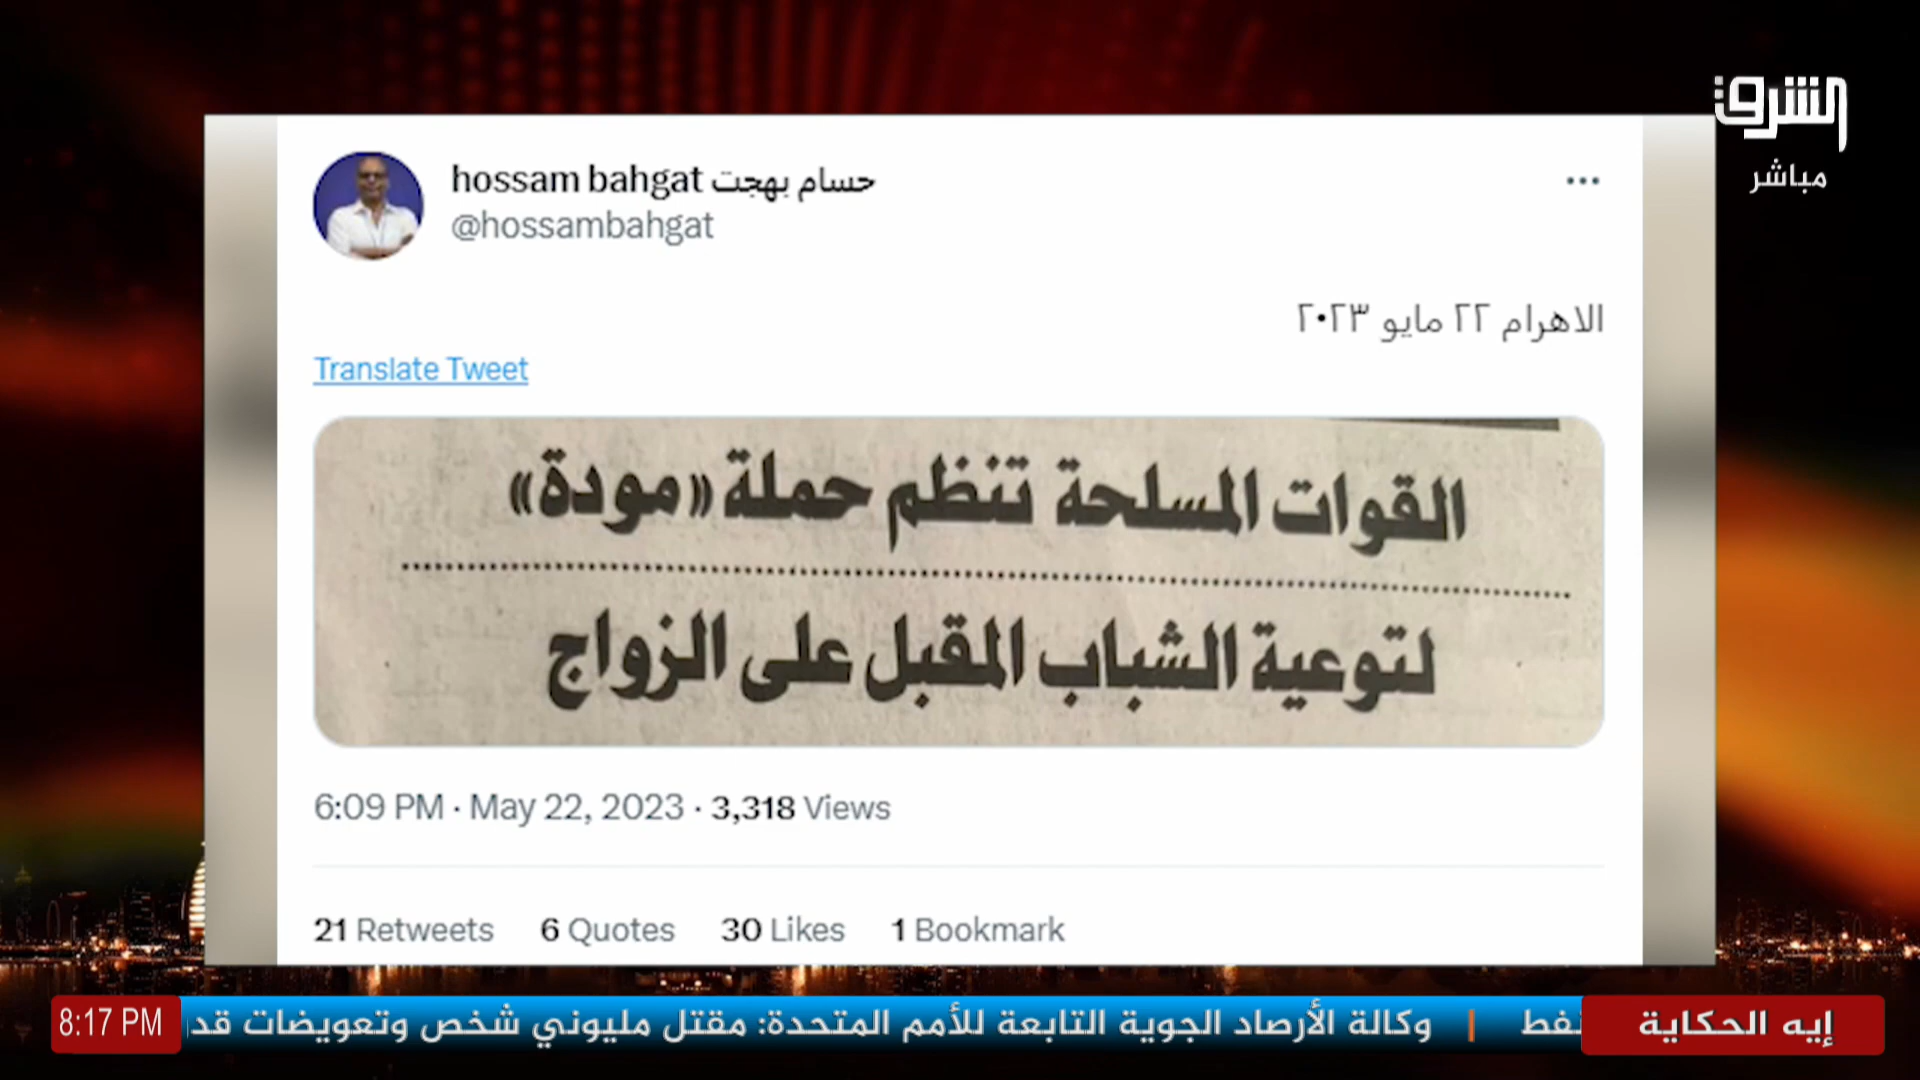 الشرق
مباشر
hossam bahgat حسام بهجت
@hossambahgat
الاهرام ٢٢ مايو ٢٠٢٣
Translate Tweet
القوات المسلحة تنظم حملة «مودة»
لتوعية الشباب المقبل على الزواج
6:09 PM · May 22, 2023 · 3,318 Views
21 Retweets 6 Quotes 30 Likes 1 Bookmark
إيه الحكاية
نفط | وكالة الأرصاد الجوية التابعة للأمم المتحدة: مقتل مليوني شخص وتعويضات قد
8:17 PM